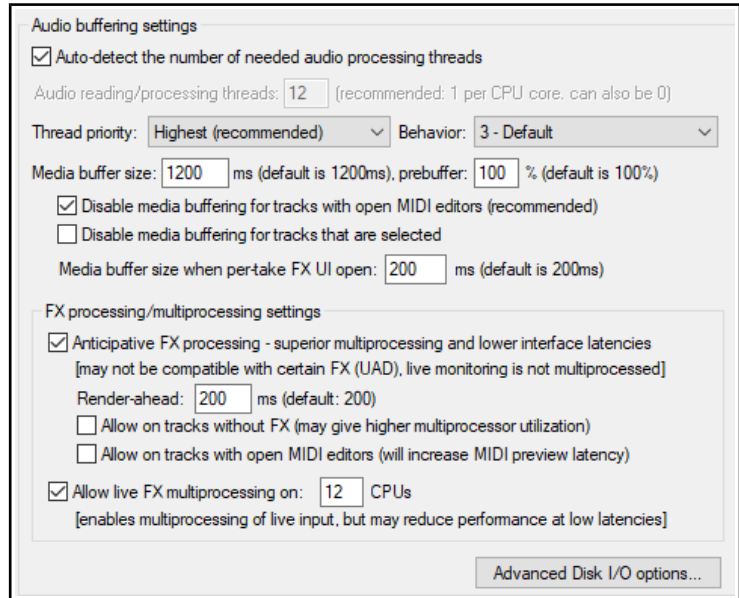 Audio buffering settings
Auto-detect the number of needed audio processing threads
Audio reading/processing threads: 12 (recommended: 1 per CPU core. can also be 0)
Thread priority: Highest (recommended) Behavior: 3 - Default
Media buffer size: 1200 ms (default is 1200ms), prebuffer: 100 % (default is 100%)
Disable media buffering for tracks with open MIDI editors (recommended)
Disable media buffering for tracks that are selected
Media buffer size when per-take FX UI open: 200 ms (default is 200ms)
FX processing/multiprocessing settings
Anticipative FX processing - superior multiprocessing and lower interface latencies
[may not be compatible with certain FX (UAD), live monitoring is not multiprocessed]
Render-ahead: 200 ms (default: 200)
Allow on tracks without FX (may give higher multiprocessor utilization)
Allow on tracks with open MIDI editors (will increase MIDI preview latency)
Allow live FX multiprocessing on: 12 CPUs
[enables multiprocessing of live input, but may reduce performance at low latencies]
Advanced Disk I/O options...